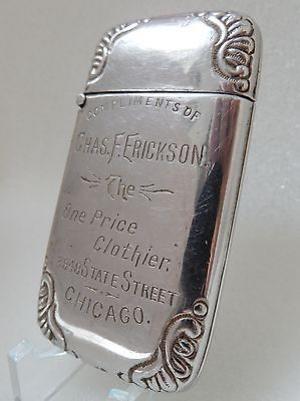 COMPLIMENTS OF
CHAS. F. ERICKSON.
The
One Price
Clothier.
STATE STREET
CHICAGO.